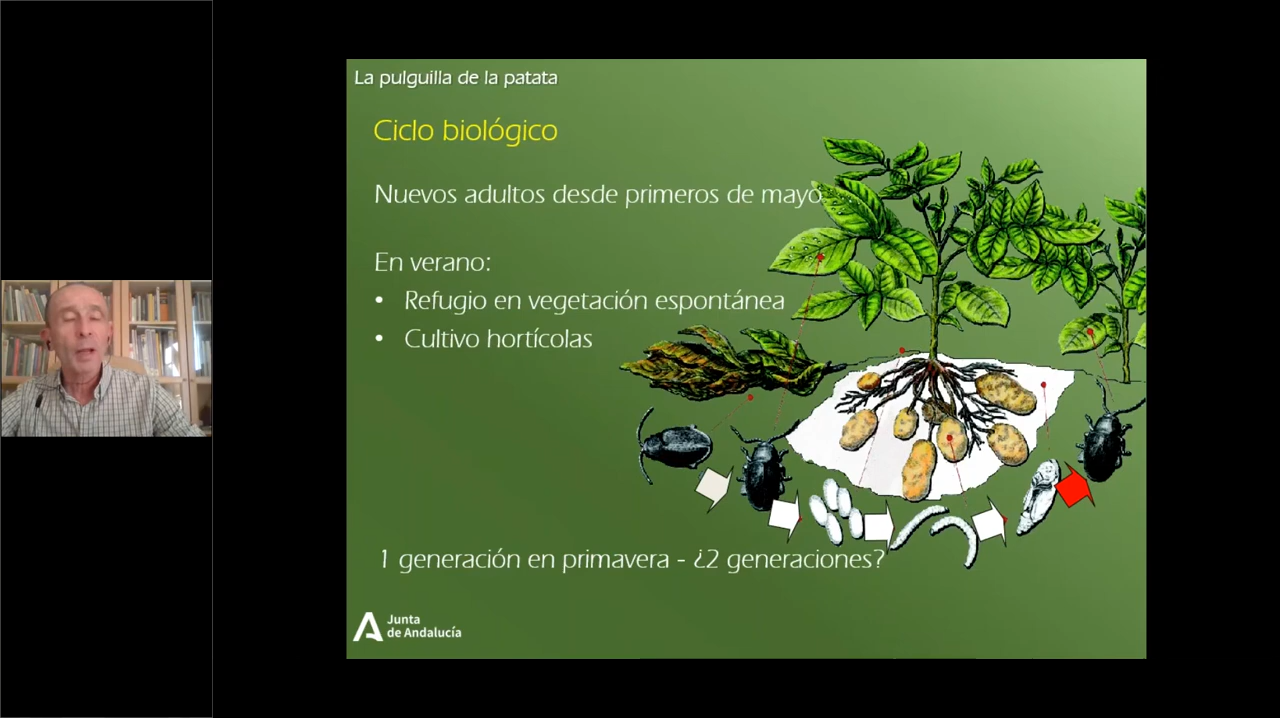 La pulguilla de la patata
Ciclo biológico
Nuevos adultos desde primeros de mayo
En verano:
• Refugio en vegetación espontánea
• Cultivo hortícolas
1 generación en primavera - ¿2 generaciones?
Junta
de Andalucía